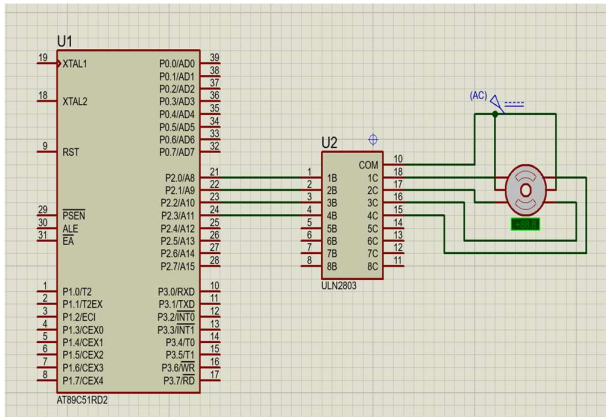 U1
19 XTAL1 P0.0/AD0 39
P0.1/AD1 38
P0.2/AD2 37
18 XTAL2 P0.3/AD3 36
P0.4/AD4 35
P0.5/AD5 34
P0.6/AD6 33
9 RST P0.7/AD7 32
P2.0/A8 21
P2.1/A9 22
P2.2/A10 23
29 PSEN P2.3/A11 24
30 ALE P2.4/A12 25
31 EA P2.5/A13 26
P2.6/A14 27
P2.7/A15 28
1 P1.0/T2 P3.0/RXD 10
2 P1.1/T2EX P3.1/TXD 11
3 P1.2/ECI P3.2/INT0 12
4 P1.3/CEX0 P3.3/INT1 13
5 P1.4/CEX1 P3.4/T0 14
6 P1.5/CEX2 P3.5/T1 15
7 P1.6/CEX3 P3.6/WR 16
8 P1.7/CEX4 P3.7/RD 17
AT89C51RD2
U2
COM 10
1 1B 1C 18
2 2B 2C 17
3 3B 3C 16
4 4B 4C 15
5 5B 5C 14
6 6B 6C 13
7 7B 7C 12
8 8B 8C 11
ULN2803
(AC)